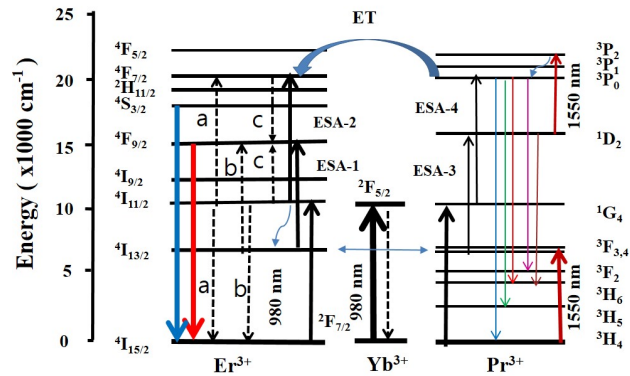 ET
Energy ( x1000 cm⁻¹)
25
20
15
10
5
0
⁴F₅/₂
⁴F₇/₂
²H₁₁/₂
⁴S₃/₂
⁴F₉/₂
⁴I₉/₂
⁴I₁₁/₂
⁴I₁₃/₂
⁴I₁₅/₂
a
c
b
c
a
b
ESA-2
ESA-1
980 nm
²F₇/₂
Er³⁺
²F₅/₂
980 nm
Yb³⁺
ESA-4
ESA-3
1550 nm
1550 nm
³P₂
³P₁
³P₀
¹D₂
¹G₄
³F₃,₄
³F₂
³H₆
³H₅
³H₄
Pr³⁺